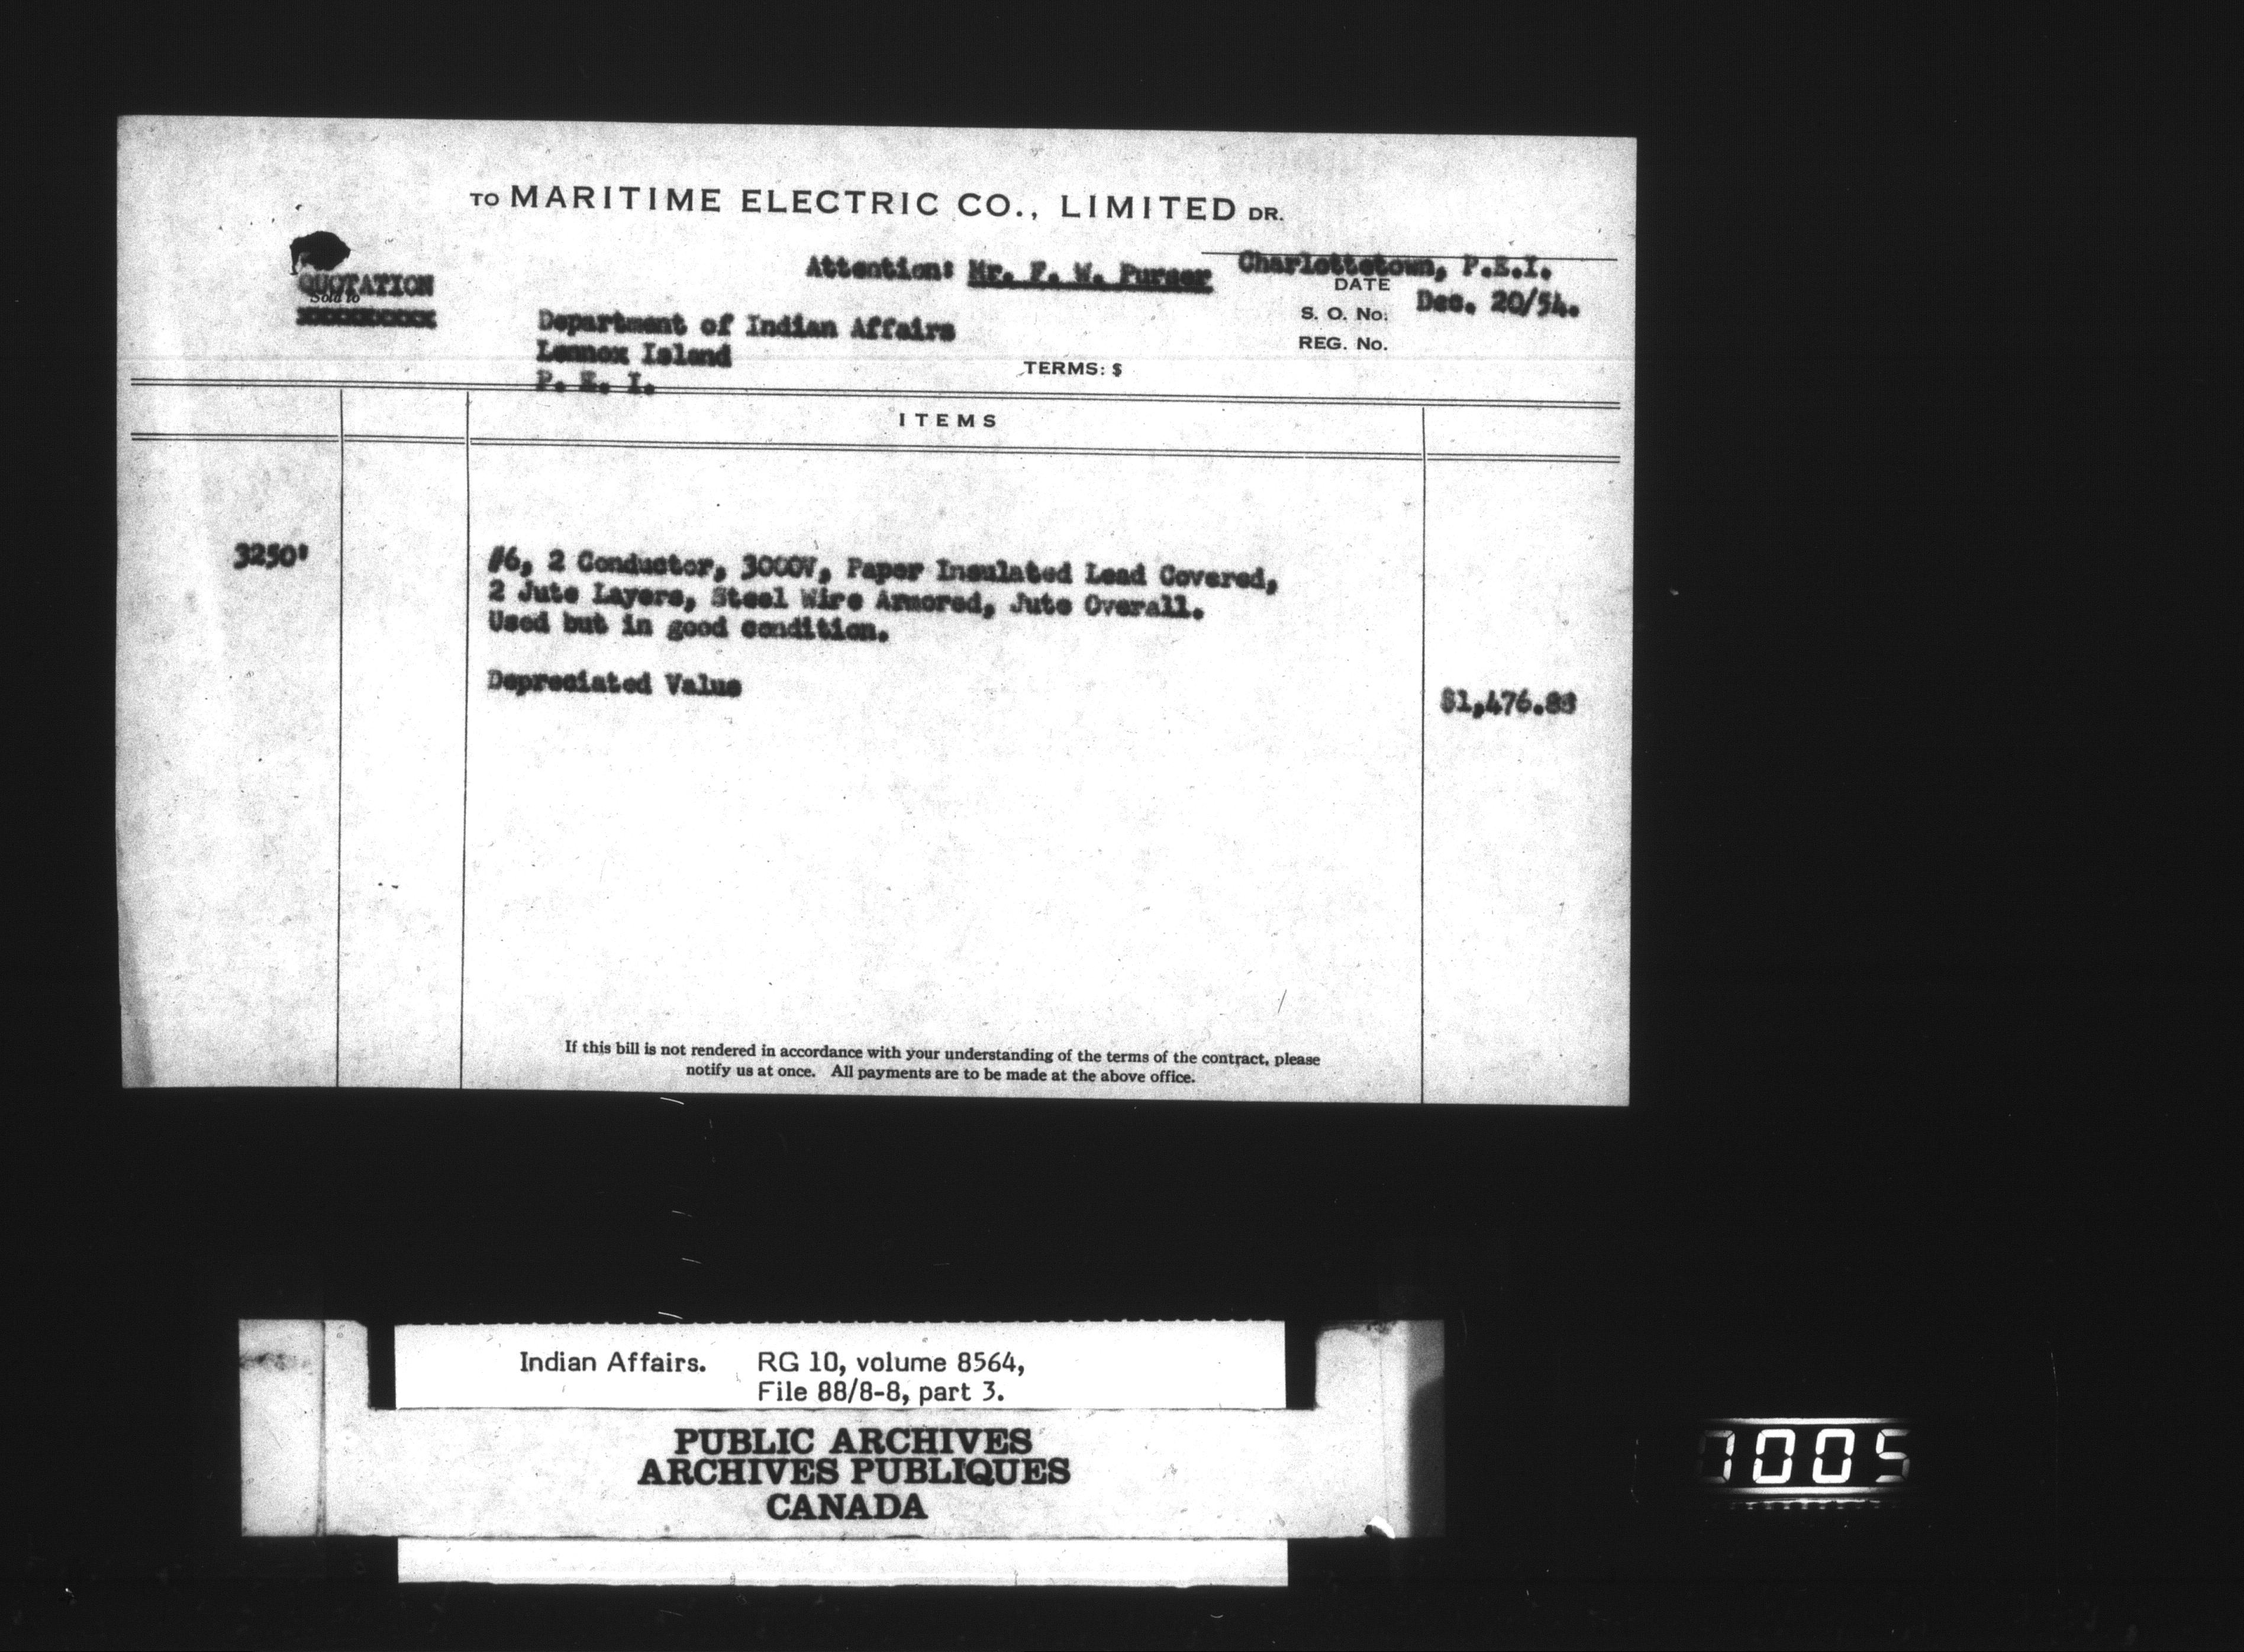 TO MARITIME ELECTRIC CO., LIMITED DR.
Attention: Mr. F. W. Purser
Charlottetown, P.E.I.
QUOTATION
Sold to
xxxxxxxxxx
DATE Dec. 20/54.
S. O. No.
REG. No.
Department of Indian Affairs
Lennox Island
P. E. I.
TERMS: $
ITEMS
3250' #6, 2 Conductor, 3000V, Paper Insulated Lead Covered,
2 Jute Layers, Steel Wire Armored, Jute Overall.
Used but in good condition.
Depreciated Value $1,476.88
If this bill is not rendered in accordance with your understanding of the terms of the contract, please
notify us at once. All payments are to be made at the above office.
Indian Affairs. RG 10, volume 8564,
File 88/8-8, part 3.
PUBLIC ARCHIVES
ARCHIVES PUBLIQUES
CANADA
7005